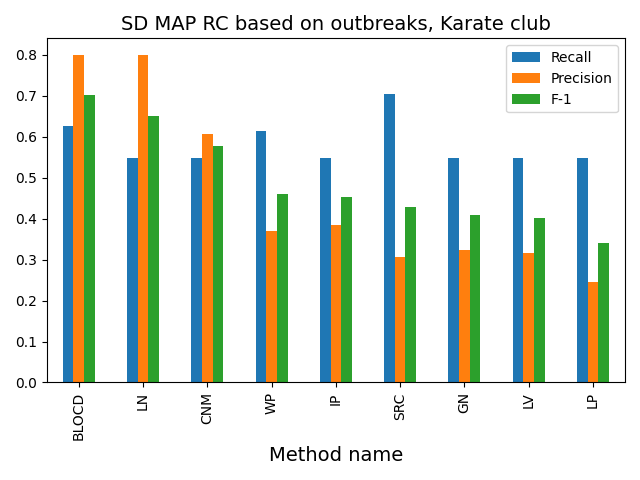 SD MAP RC based on outbreaks, Karate club
Recall
Precision
F-1
0.8
0.7
0.6
0.5
0.4
0.3
0.2
0.1
0.0
BLOCD
LN
CNM
WP
IP
SRC
GN
LV
LP
Method name